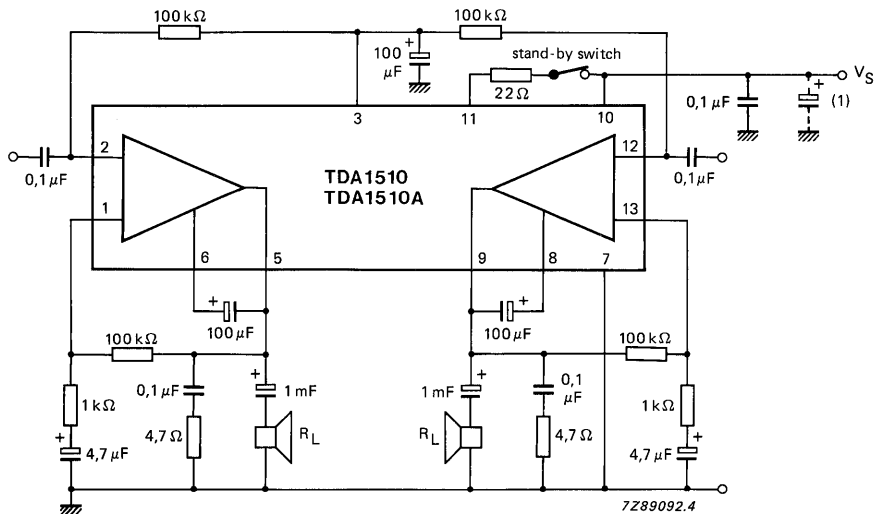 100 kΩ
100 kΩ
+
100
μF
stand-by switch
22 Ω
VS
0,1 μF
+
(1)
3
11
10
2
12
0,1 μF
TDA1510
TDA1510A
0,1 μF
1
13
6
5
9
8
7
+
100 μF
+
100 μF
100 kΩ
100 kΩ
0,1 μF
+
1 mF
+
1 mF
0,1
μF
1 kΩ
1 kΩ
+
4,7 μF
4,7 Ω
RL
RL
4,7 Ω
+
4,7 μF
7Z89092.4